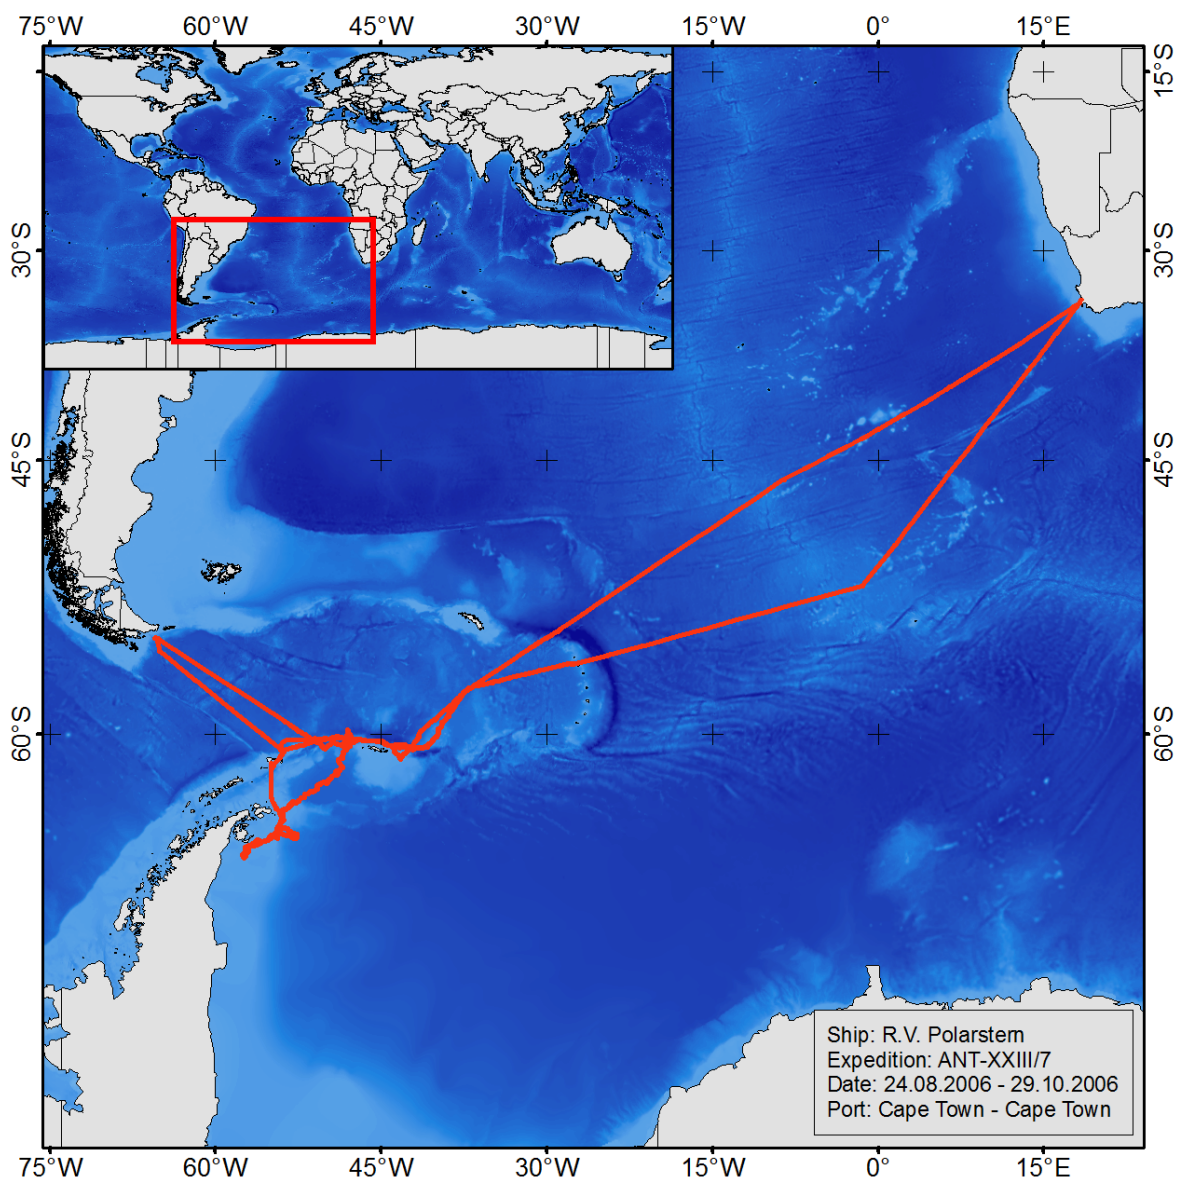 75°W 60°W 45°W 30°W 15°W 0° 15°E
15°S
30°S 30°S
45°S 45°S
60°S 60°S
Ship: R.V. Polarstern
Expedition: ANT-XXIII/7
Date: 24.08.2006 - 29.10.2006
Port: Cape Town - Cape Town
75°W 60°W 45°W 30°W 15°W 0° 15°E